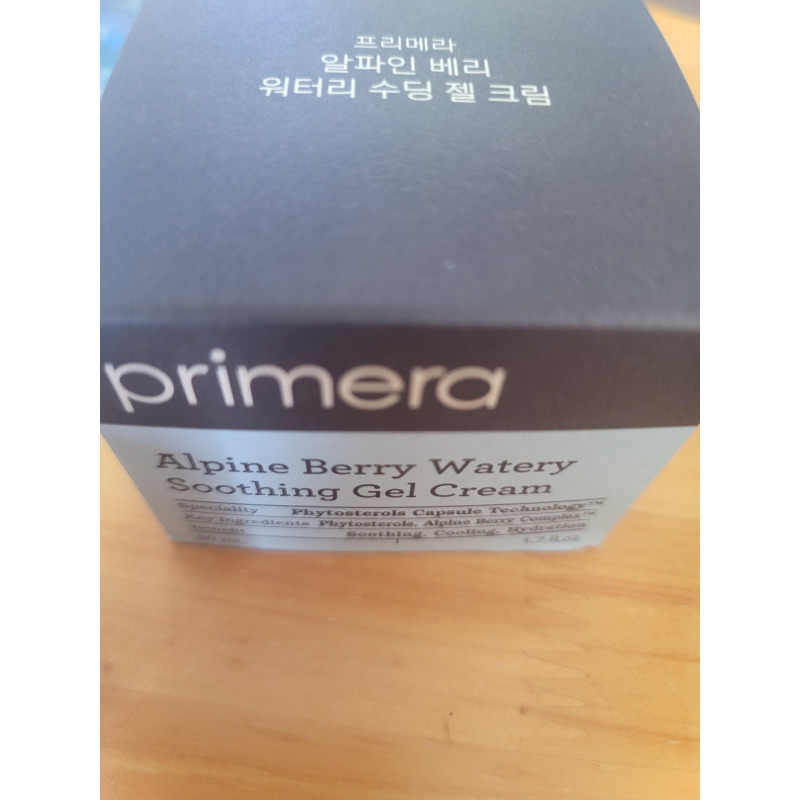 프리메라
알파인 베리
워터리 수딩 젤 크림
primera
Alpine Berry Watery
Soothing Gel Cream
Speciality Phytosterols Capsule Technology™
Key Ingredients Phytosterols, Alpine Berry Complex™
Benefit Soothing, Cooling, Hydration
50 ml 1.7 fl.oz